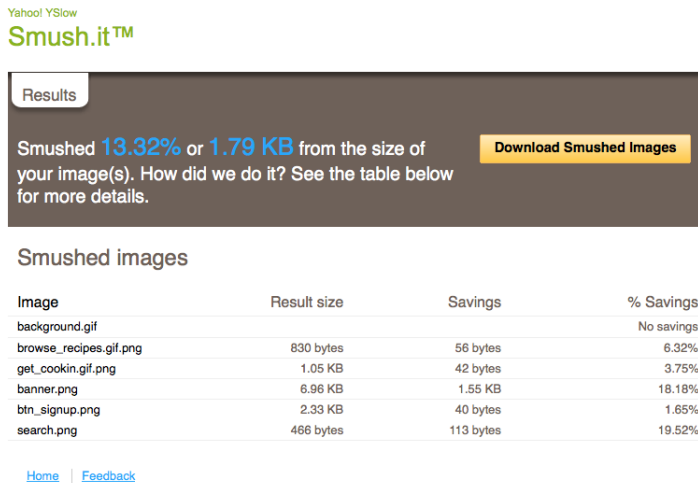 Yahoo! YSlow
Smush.it™
Results
Smushed 13.32% or 1.79 KB from the size of
your image(s). How did we do it? See the table below
for more details.
Download Smushed Images
Smushed images
Image Result size Savings % Savings
background.gif No savings
browse_recipes.gif.png 830 bytes 56 bytes 6.32%
get_cookin.gif.png 1.05 KB 42 bytes 3.75%
banner.png 6.96 KB 1.55 KB 18.18%
btn_signup.png 2.33 KB 40 bytes 1.65%
search.png 466 bytes 113 bytes 19.52%
Home | Feedback